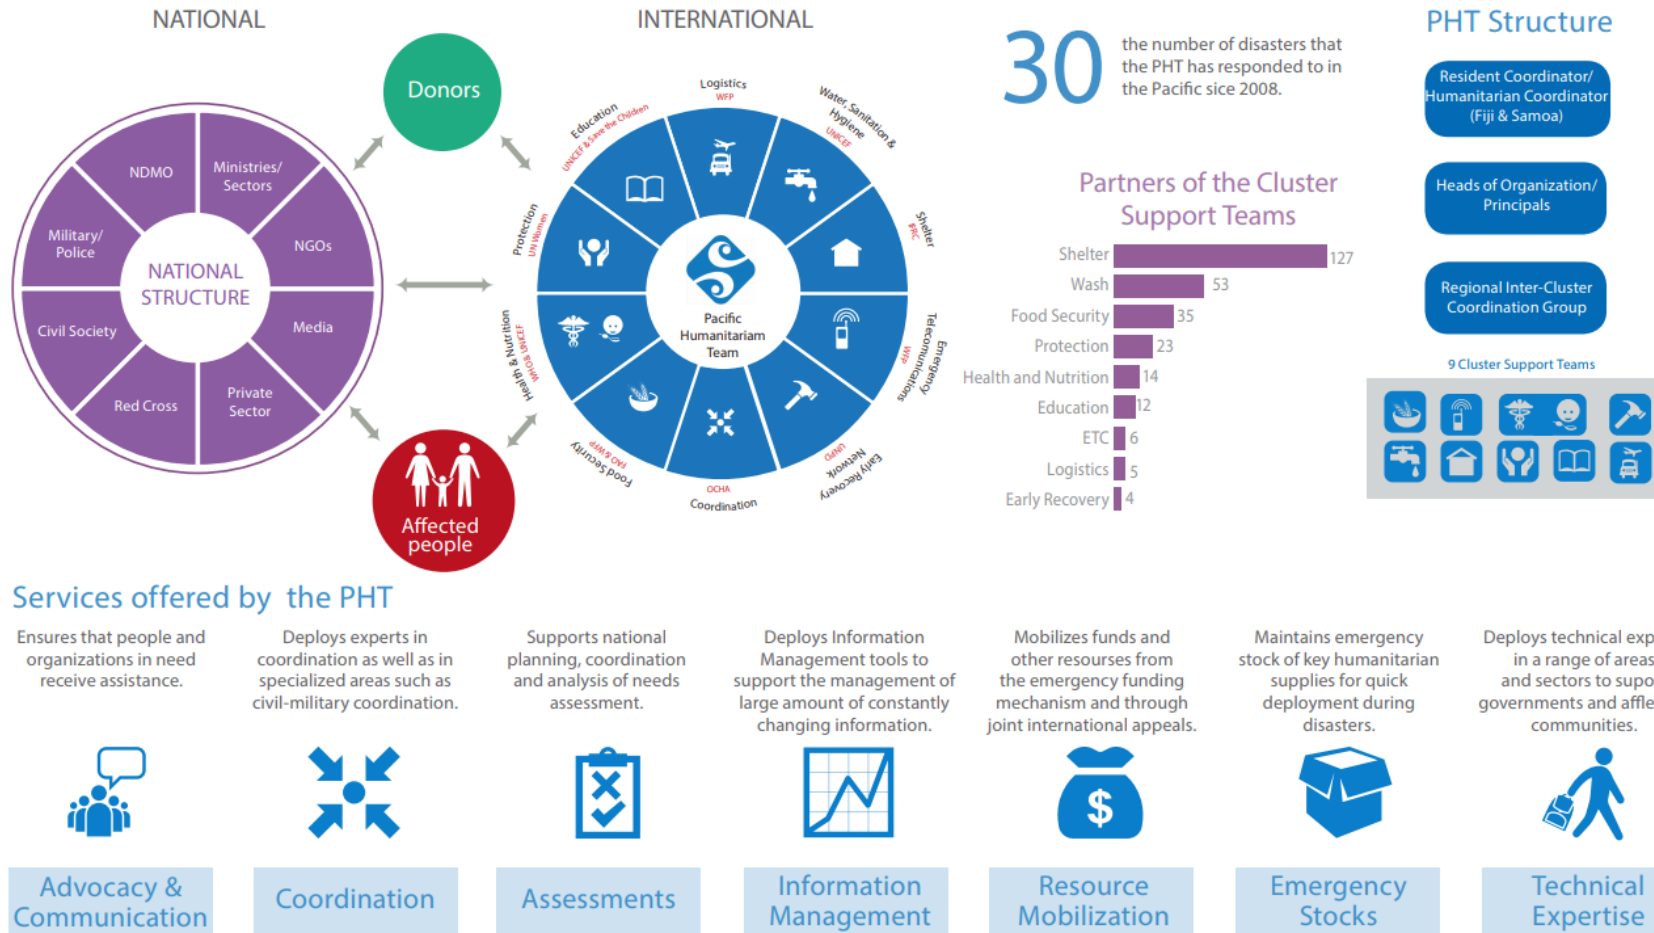 NATIONAL
NDMO
Ministries/
Sectors
NGOs
Media
Private
Sector
Red Cross
Civil Society
Military/
Police
NATIONAL
STRUCTURE
Donors
Affected
people
INTERNATIONAL
Logistics
WFP
Water, Sanitation &
Hygiene
UNICEF
Shelter
IFRC
Emergency
Telecomunications
WFP
Early Recovery
Network
UNPD
OCHA
Coordination
Food Security
FAO & WFP
Health & Nutrition
WHO& UNICEF
Protection
UN Women
Education
UNICEF & Save the Children
Pacific
Humanitariam
Team
30
the number of disasters that
the PHT has responded to in
the Pacific sice 2008.
Partners of the Cluster
Support Teams
Shelter 127
Wash 53
Food Security 35
Protection 23
Health and Nutrition 14
Education 12
ETC 6
Logistics 5
Early Recovery 4
PHT Structure
Resident Coordinator/
Humanitarian Coordinator
(Fiji & Samoa)
Heads of Organization/
Principals
Regional Inter-Cluster
Coordination Group
9 Cluster Support Teams
Services offered by the PHT
Ensures that people and
organizations in need
receive assistance.
Advocacy &
Communication
Deploys experts in
coordination as well as in
specialized areas such as
civil-military coordination.
Coordination
Supports national
planning, coordination
and analysis of needs
assessment.
Assessments
Deploys Information
Management tools to
support the management of
large amount of constantly
changing information.
Information
Management
Mobilizes funds and
other resourses from
the emergency funding
mechanism and through
joint international appeals.
$
Resource
Mobilization
Maintains emergency
stock of key humanitarian
supplies for quick
deployment during
disasters.
Emergency
Stocks
Deploys technical exp
in a range of areas
and sectors to supo
governments and affle
communities.
Technical
Expertise